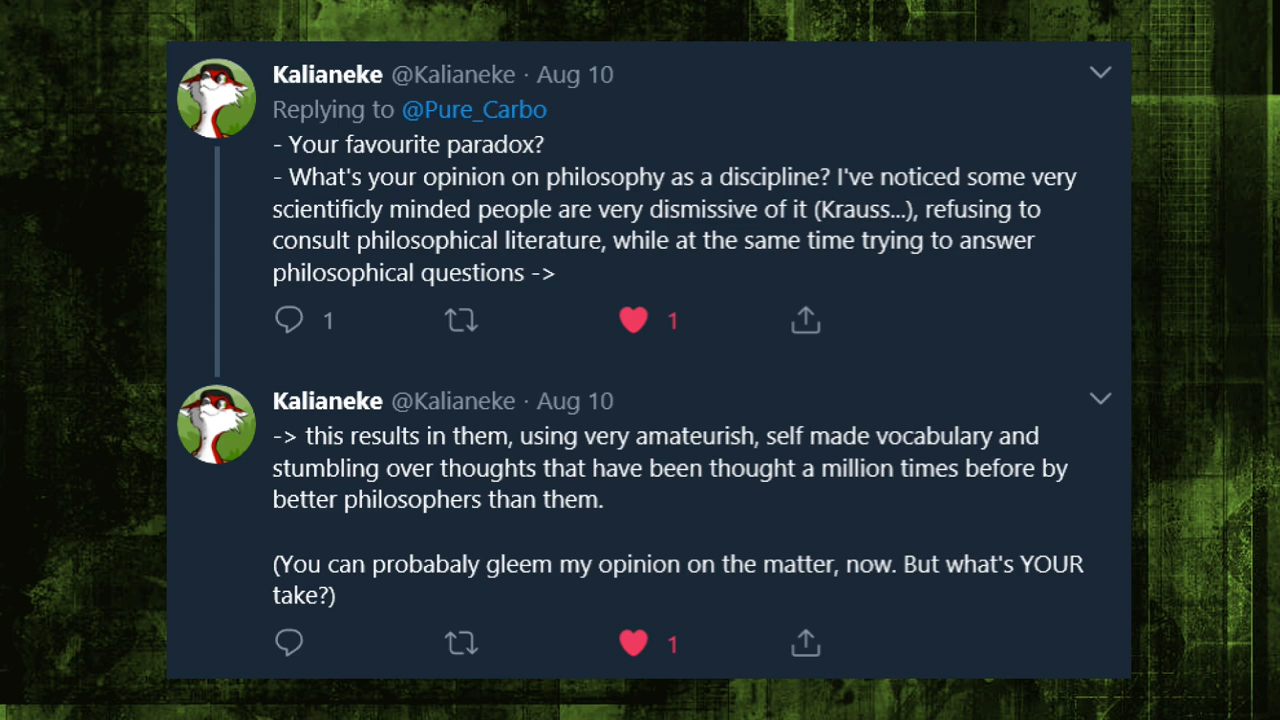 Kalianeke @Kalianeke · Aug 10
Replying to @Pure_Carbo
- Your favourite paradox?
- What's your opinion on philosophy as a discipline? I've noticed some very
scientificly minded people are very dismissive of it (Krauss...), refusing to
consult philosophical literature, while at the same time trying to answer
philosophical questions ->
1 1
Kalianeke @Kalianeke · Aug 10
-> this results in them, using very amateurish, self made vocabulary and
stumbling over thoughts that have been thought a million times before by
better philosophers than them.
(You can probabaly gleem my opinion on the matter, now. But what's YOUR
take?)
1